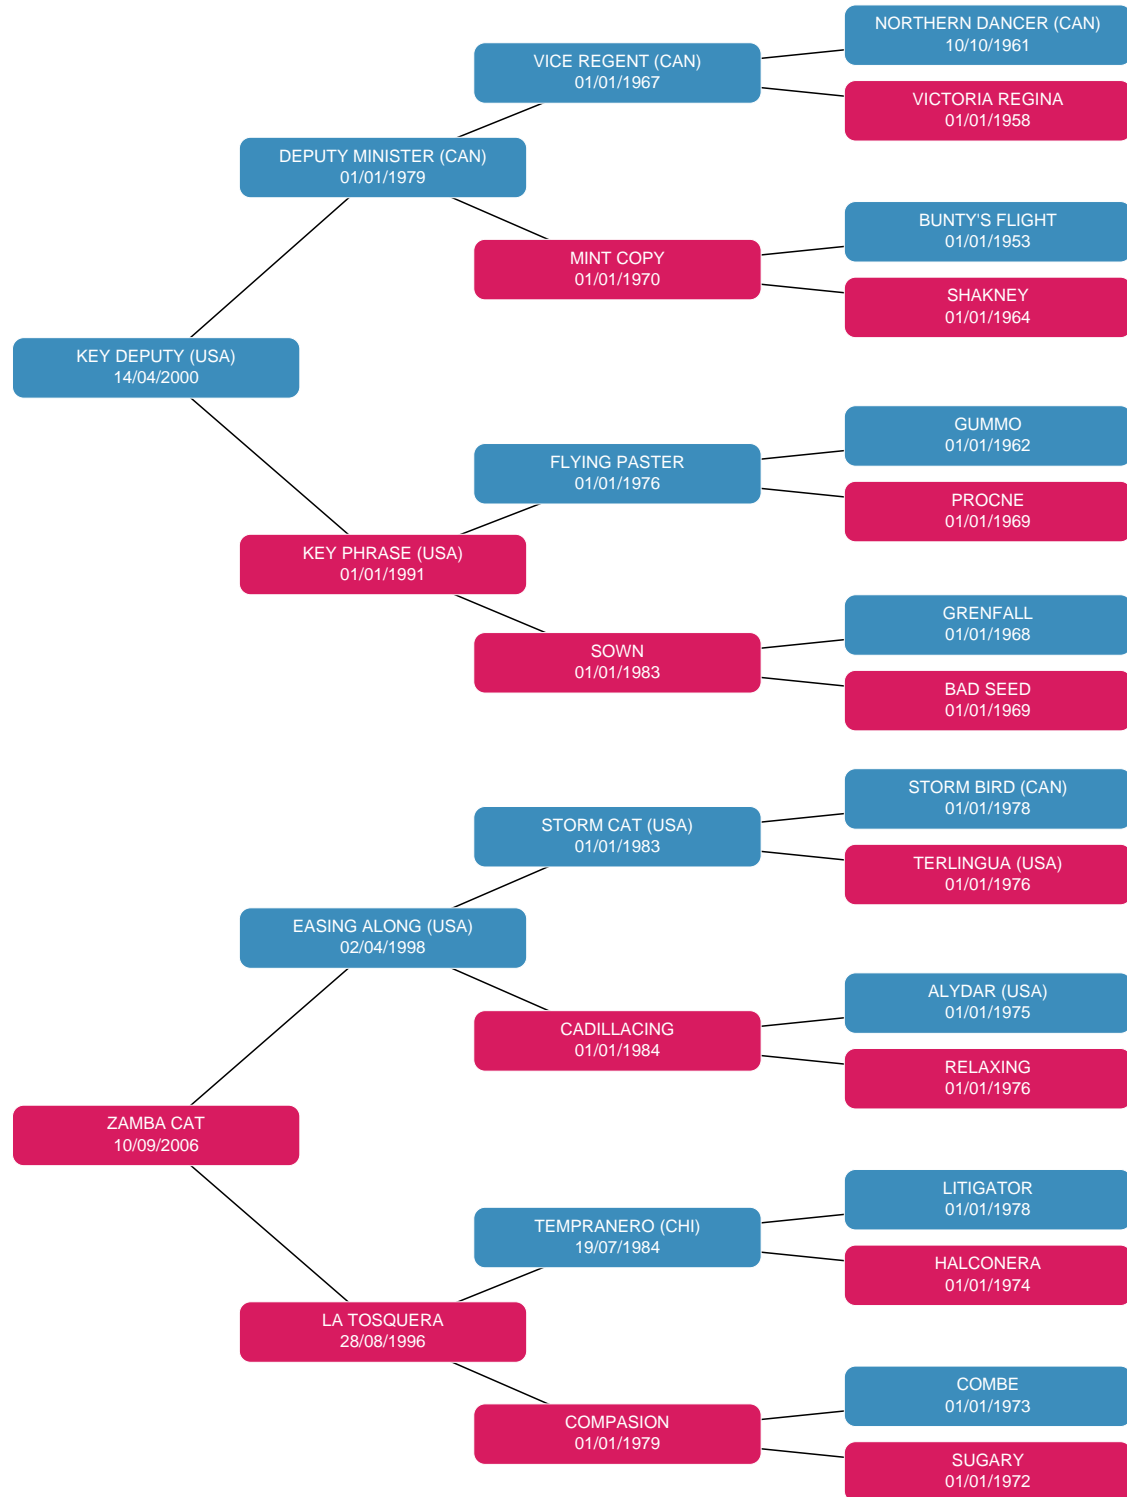 NORTHERN DANCER (CAN)
10/10/1961
VICE REGENT (CAN)
01/01/1967
VICTORIA REGINA
01/01/1958
DEPUTY MINISTER (CAN)
01/01/1979
BUNTY'S FLIGHT
01/01/1953
MINT COPY
01/01/1970
SHAKNEY
01/01/1964
KEY DEPUTY (USA)
14/04/2000
GUMMO
01/01/1962
FLYING PASTER
01/01/1976
PROCNE
01/01/1969
KEY PHRASE (USA)
01/01/1991
GRENFALL
01/01/1968
SOWN
01/01/1983
BAD SEED
01/01/1969
STORM BIRD (CAN)
01/01/1978
STORM CAT (USA)
01/01/1983
TERLINGUA (USA)
01/01/1976
EASING ALONG (USA)
02/04/1998
ALYDAR (USA)
01/01/1975
CADILLACING
01/01/1984
RELAXING
01/01/1976
ZAMBA CAT
10/09/2006
LITIGATOR
01/01/1978
TEMPRANERO (CHI)
19/07/1984
HALCONERA
01/01/1974
LA TOSQUERA
28/08/1996
COMBE
01/01/1973
COMPASION
01/01/1979
SUGARY
01/01/1972